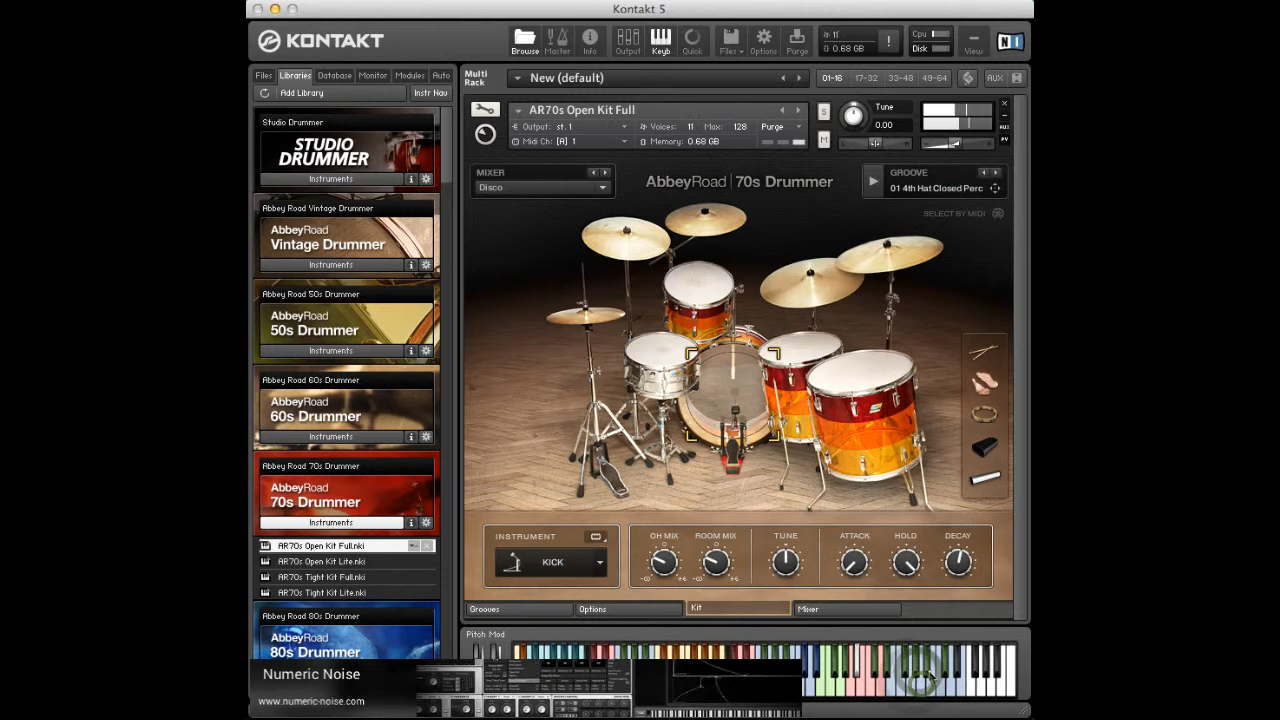 Kontakt 5
KONTAKT
Browse Master Info Output Keyb Quick Files Options Purge
11
0.68 GB
!
Cpu
Disk
View
NI
Files Libraries Database Monitor Modules Auto
Add Library Instr Nav
Multi Rack
New (default)
01-16 17-32 33-48 49-64 AUX
Studio Drummer
STUDIO
DRUMMER
Instruments i
Abbey Road Vintage Drummer
AbbeyRoad
Vintage Drummer
Instruments i
Abbey Road 50s Drummer
AbbeyRoad
50s Drummer
Instruments i
Abbey Road 60s Drummer
AbbeyRoad
60s Drummer
Instruments i
Abbey Road 70s Drummer
AbbeyRoad
70s Drummer
Instruments i
AR70s Open Kit Full.nki
AR70s Open Kit Lite.nki
AR70s Tight Kit Full.nki
AR70s Tight Kit Lite.nki
Abbey Road 80s Drummer
AbbeyRoad
80s Drummer
AR70s Open Kit Full
Output: st. 1 Voices: 11 Max: 128 Purge
Midi Ch: [A] 1 Memory: 0.68 GB
S
M
Tune
0.00
AUX
PV
MIXER
Disco
AbbeyRoad | 70s Drummer
GROOVE
01 4th Hat Closed Perc
SELECT BY MIDI
INSTRUMENT
KICK
OH MIX ROOM MIX TUNE ATTACK HOLD DECAY
-∞ +6 -∞ +6
Grooves Options Kit Mixer
Pitch Mod
Numeric Noise
www.numeric-noise.com